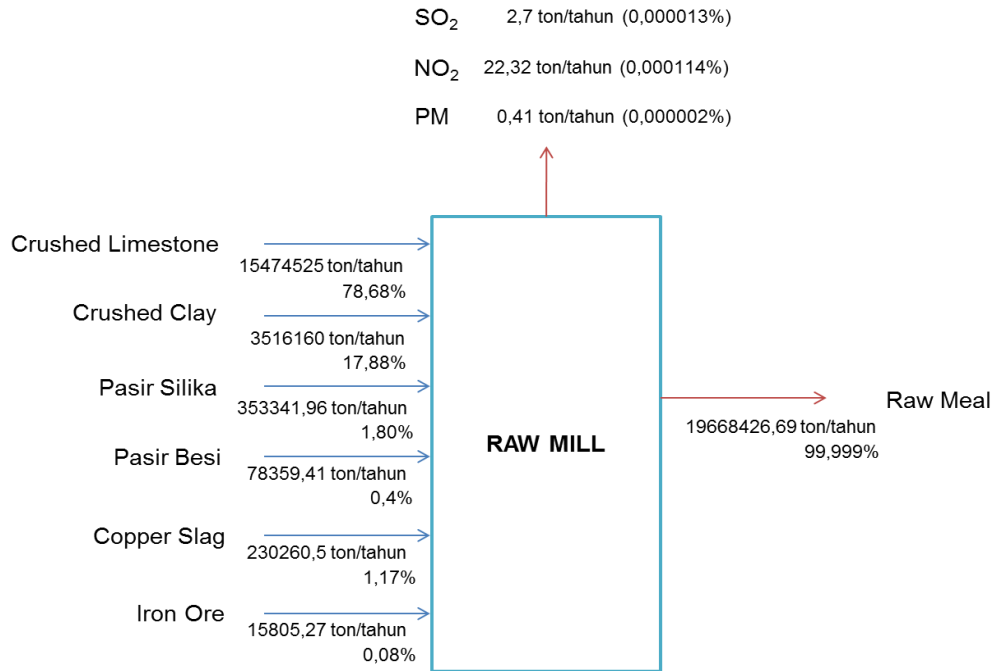 SO₂ 2,7 ton/tahun (0,000013%)
NO₂ 22,32 ton/tahun (0,000114%)
PM 0,41 ton/tahun (0,000002%)
Crushed Limestone
15474525 ton/tahun
78,68%
Crushed Clay
3516160 ton/tahun
17,88%
Pasir Silika
353341,96 ton/tahun
1,80%
Pasir Besi
78359,41 ton/tahun
0,4%
Copper Slag
230260,5 ton/tahun
1,17%
Iron Ore
15805,27 ton/tahun
0,08%
RAW MILL
Raw Meal
19668426,69 ton/tahun
99,999%